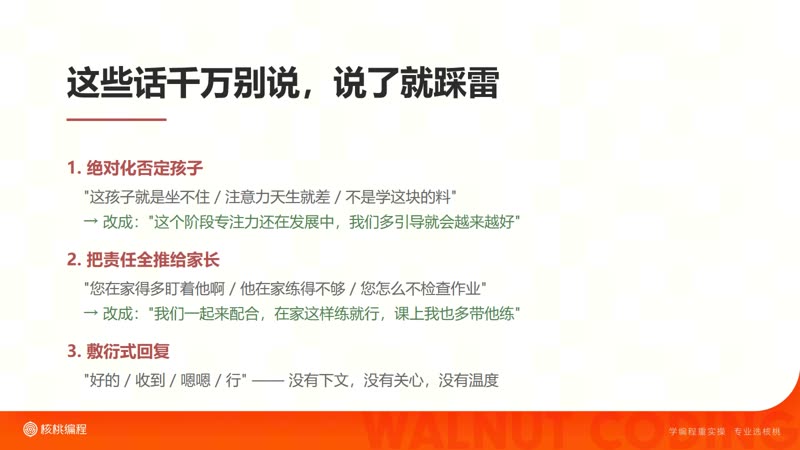 这些话千万别说，说了就踩雷
1. 绝对化否定孩子
"这孩子就是坐不住 / 注意力天生就差 / 不是学这块的料"
→ 改成："这个阶段专注力还在发展中，我们多引导就会越来越好"
2. 把责任全推给家长
"您在家得多盯着他啊 / 他在家练得不够 / 您怎么不检查作业"
→ 改成："我们一起来配合，在家这样练就行，课上我也多带他练"
3. 敷衍式回复
"好的 / 收到 / 嗯嗯 / 行" —— 没有下文，没有关心，没有温度
核桃编程
WALNUT CODING
学编程重实操 专业选核桃